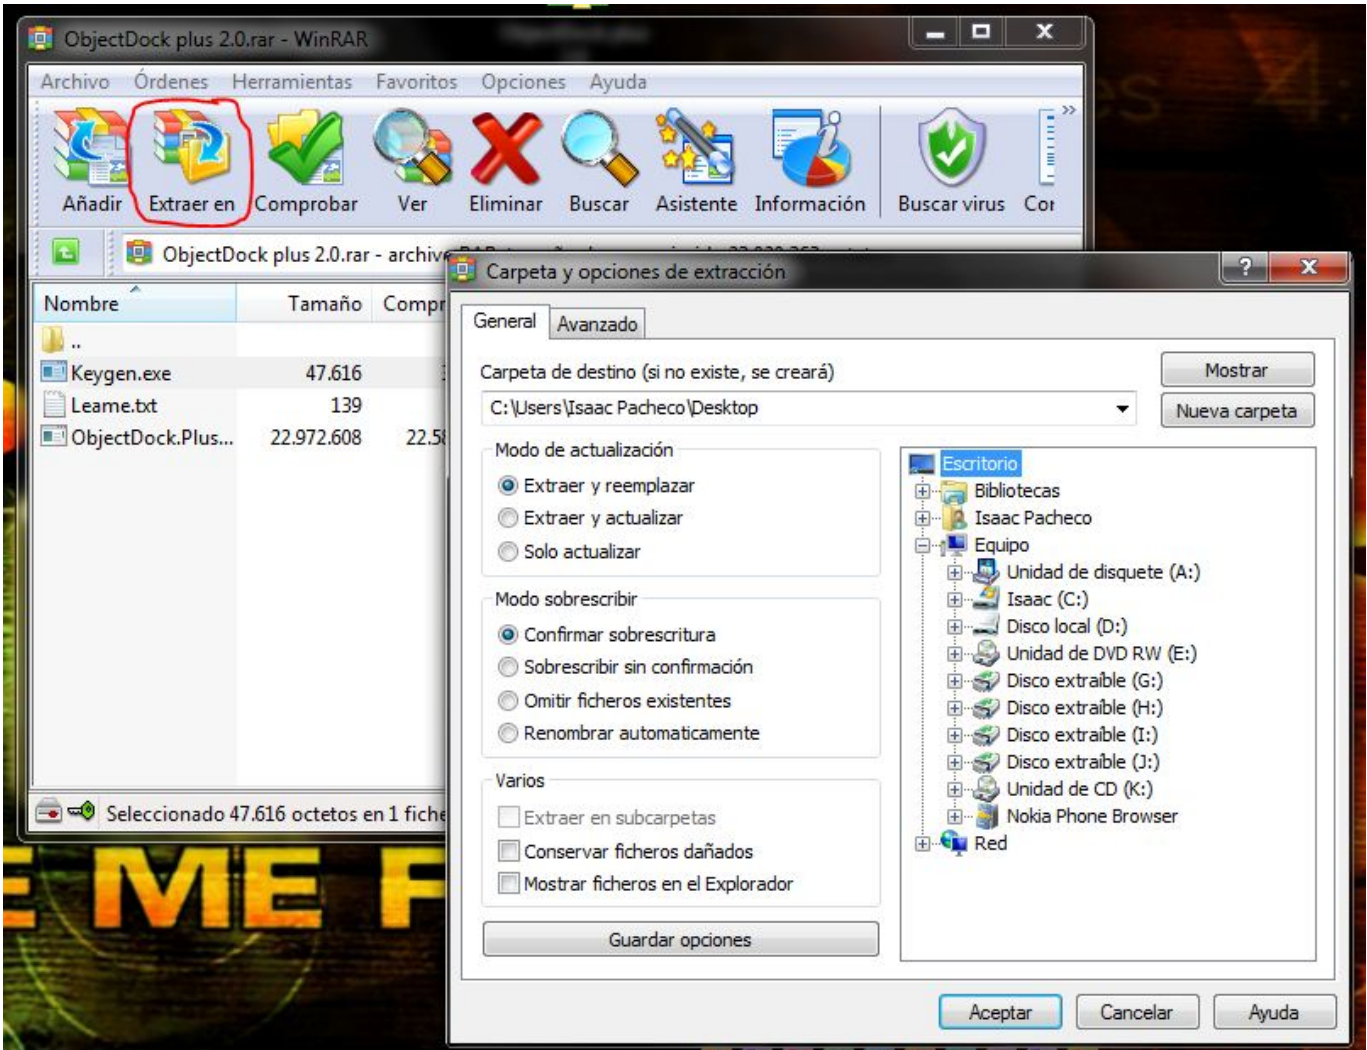 ObjectDock plus 2.0.rar - WinRAR
Archivo Órdenes Herramientas Favoritos Opciones Ayuda
Añadir Extraer en Comprobar Ver Eliminar Buscar Asistente Información Buscar virus Cor
ObjectDock plus 2.0.rar - archivo
Nombre Tamaño Compr
..
Keygen.exe 47.616
Leame.txt 139
ObjectDock.Plus... 22.972.608 22.58
Seleccionado 47.616 octetos en 1 fiche
Carpeta y opciones de extracción
General Avanzado
Carpeta de destino (si no existe, se creará)
Mostrar
C:\Users\Isaac Pacheco\Desktop
Nueva carpeta
Modo de actualización
Extraer y reemplazar
Extraer y actualizar
Solo actualizar
Modo sobrescribir
Confirmar sobrescritura
Sobrescribir sin confirmación
Omitir ficheros existentes
Renombrar automaticamente
Varios
Extraer en subcarpetas
Conservar ficheros dañados
Mostrar ficheros en el Explorador
Guardar opciones
Escritorio
Bibliotecas
Isaac Pacheco
Equipo
Unidad de disquete (A:)
Isaac (C:)
Disco local (D:)
Unidad de DVD RW (E:)
Disco extraíble (G:)
Disco extraíble (H:)
Disco extraíble (I:)
Disco extraíble (J:)
Unidad de CD (K:)
Nokia Phone Browser
Red
Aceptar Cancelar Ayuda
E ME F